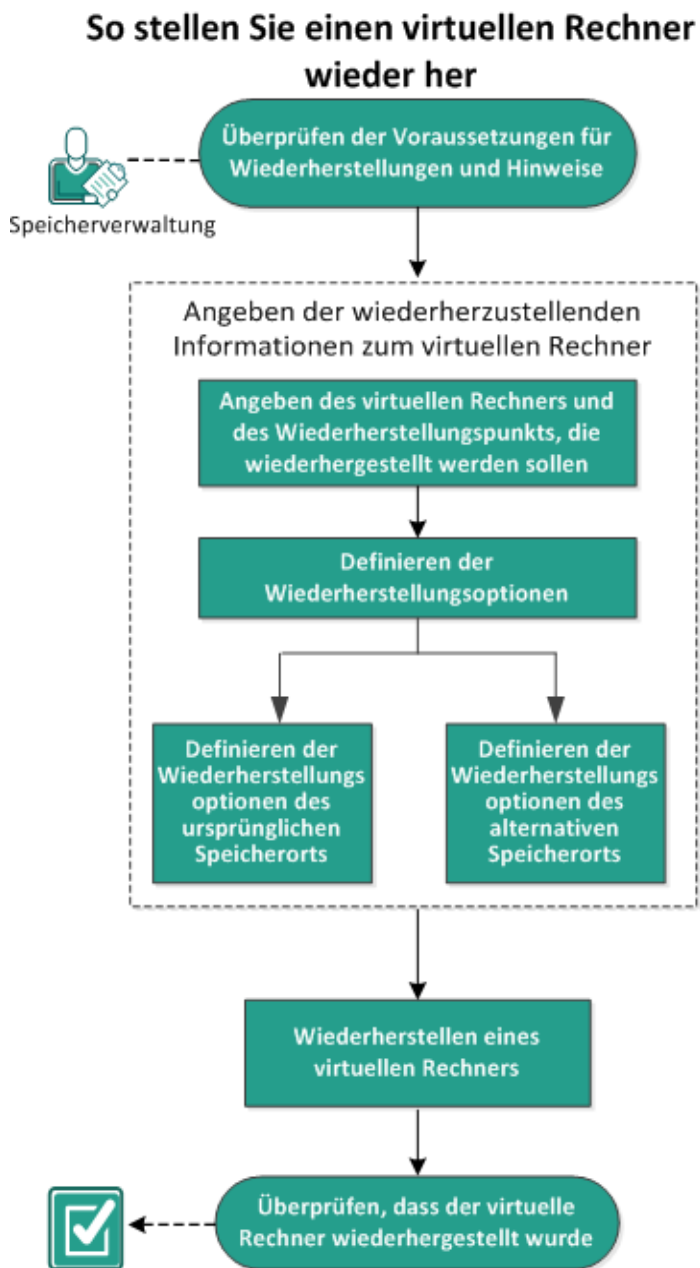 So stellen Sie einen virtuellen Rechner
wieder her
Überprüfen der Voraussetzungen für
Wiederherstellungen und Hinweise
Speicherverwaltung
Angeben der wiederherzustellenden
Informationen zum virtuellen Rechner
Angeben des virtuellen Rechners und
des Wiederherstellungspunkts, die
wiederhergestellt werden sollen
Definieren der
Wiederherstellungsoptionen
Definieren der
Wiederherstellungs
optionen des
ursprünglichen
Speicherorts
Definieren der
Wiederherstellungs
optionen des
alternativen
Speicherorts
Wiederherstellen eines
virtuellen Rechners
Überprüfen, dass der virtuelle
Rechner wiederhergestellt wurde